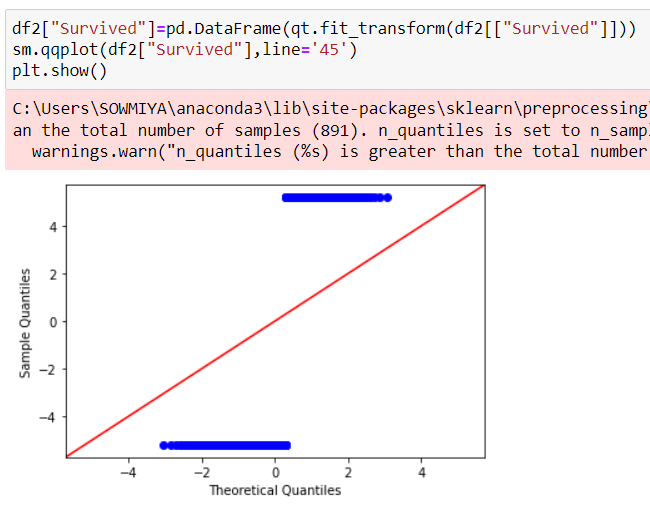 df2["Survived"]=pd.DataFrame(qt.fit_transform(df2[["Survived"]]))
sm.qqplot(df2["Survived"],line='45')
plt.show()
C:\Users\SOWMIYA\anaconda3\lib\site-packages\sklearn\preprocessing\
an the total number of samples (891). n_quantiles is set to n_sampl
warnings.warn("n_quantiles (%s) is greater than the total number
4
2
0
−2
−4
Sample Quantiles
−4 −2 0 2 4
Theoretical Quantiles